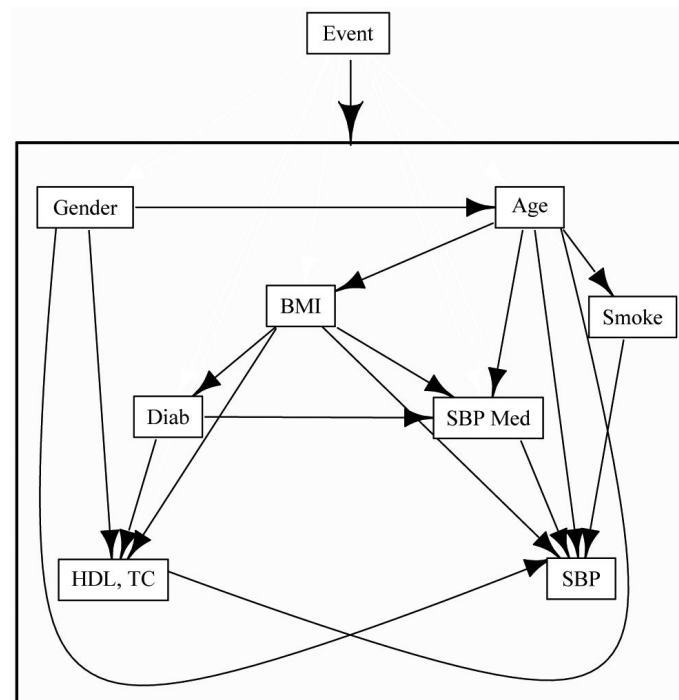 Event
Gender
Age
BMI
Smoke
Diab
SBP Med
HDL, TC
SBP